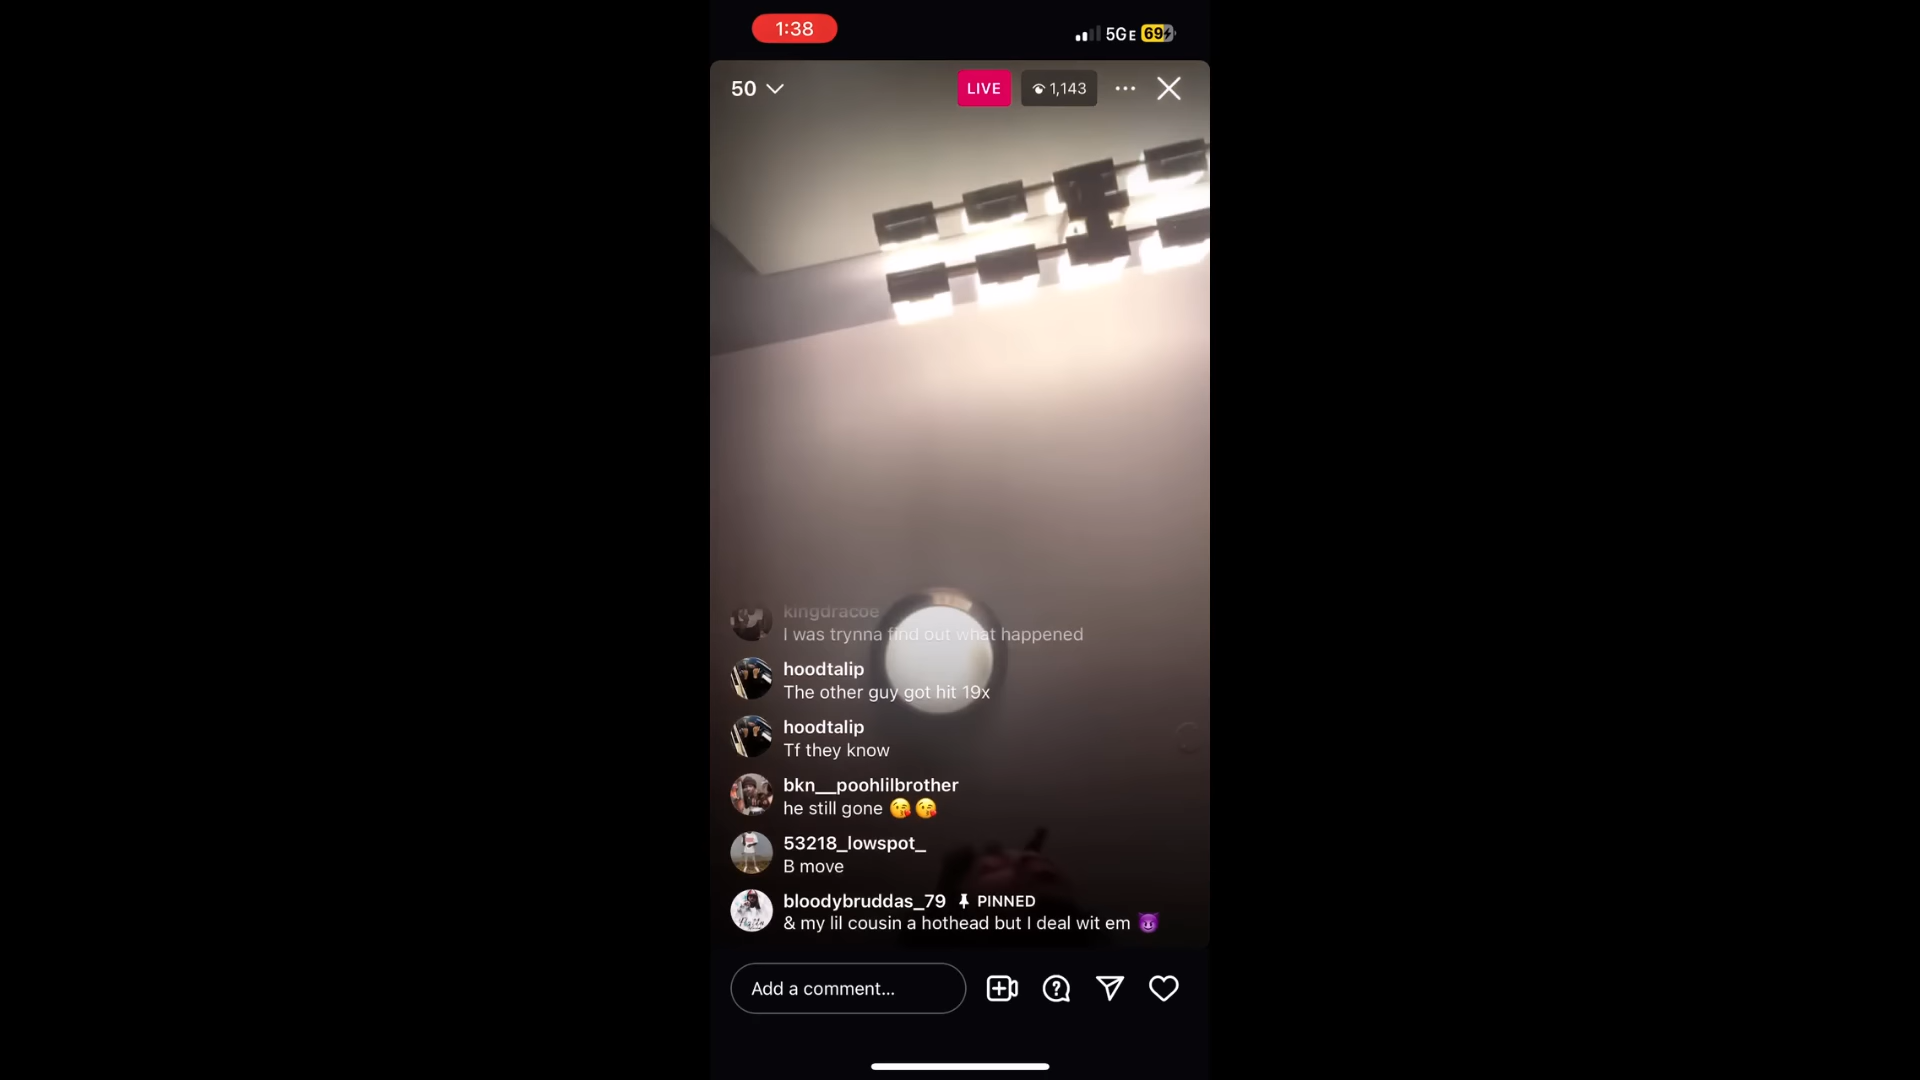 1:38
5GE 69
50
LIVE
1,143
kingdracoe
I was trynna find out what happened
hoodtalip
The other guy got hit 19x
hoodtalip
Tf they know
bkn__poohlilbrother
he still gone 😘😘
53218_lowspot_
B move
bloodybruddas_79 PINNED
& my lil cousin a hothead but I deal wit em 😈
Add a comment...